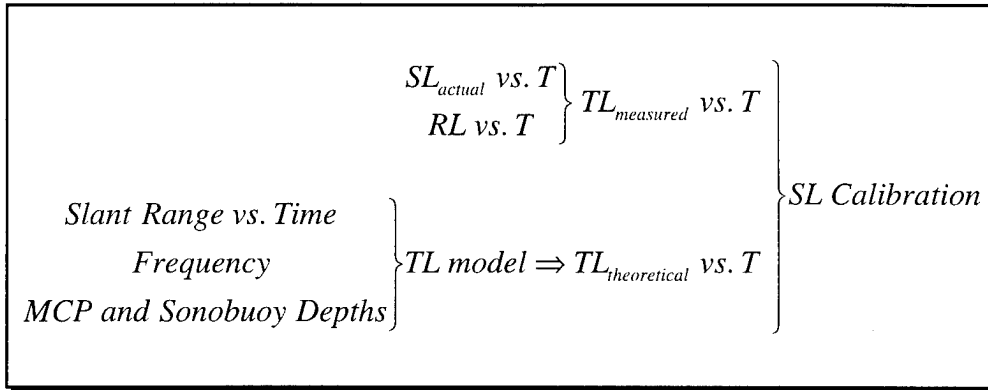 SL_actual vs. T
RL vs. T
TL_measured vs. T
SL Calibration
Slant Range vs. Time
Frequency
MCP and Sonobuoy Depths
TL model ⇒ TL_theoretical vs. T